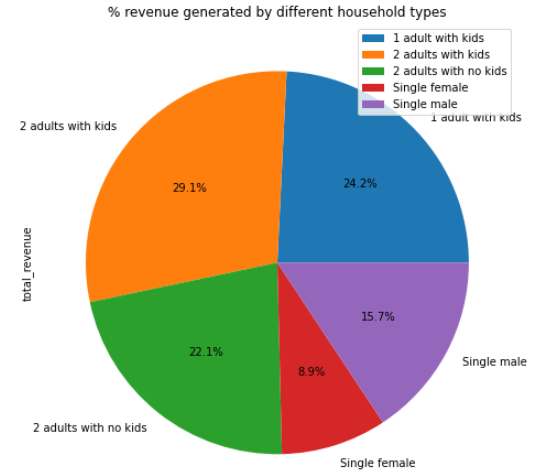 % revenue generated by different household types
1 adult with kids
2 adults with kids
2 adults with no kids
Single female
Single male
1 adult with kids
2 adults with kids
24.2%
29.1%
total_revenue
15.7%
22.1%
8.9%
Single male
2 adults with no kids
Single female